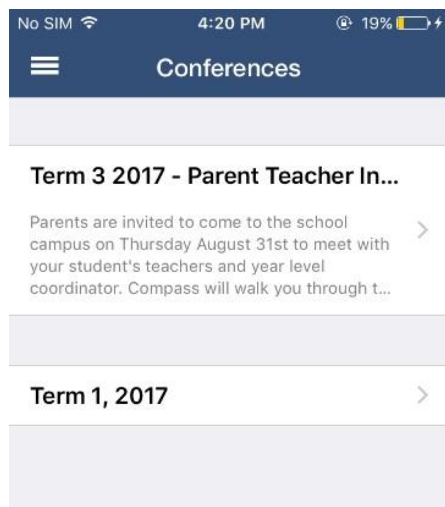 No SIM 4:20 PM 19%
Conferences
Term 3 2017 - Parent Teacher In...
Parents are invited to come to the school
campus on Thursday August 31st to meet with
your student's teachers and year level
coordinator. Compass will walk you through t...
Term 1, 2017